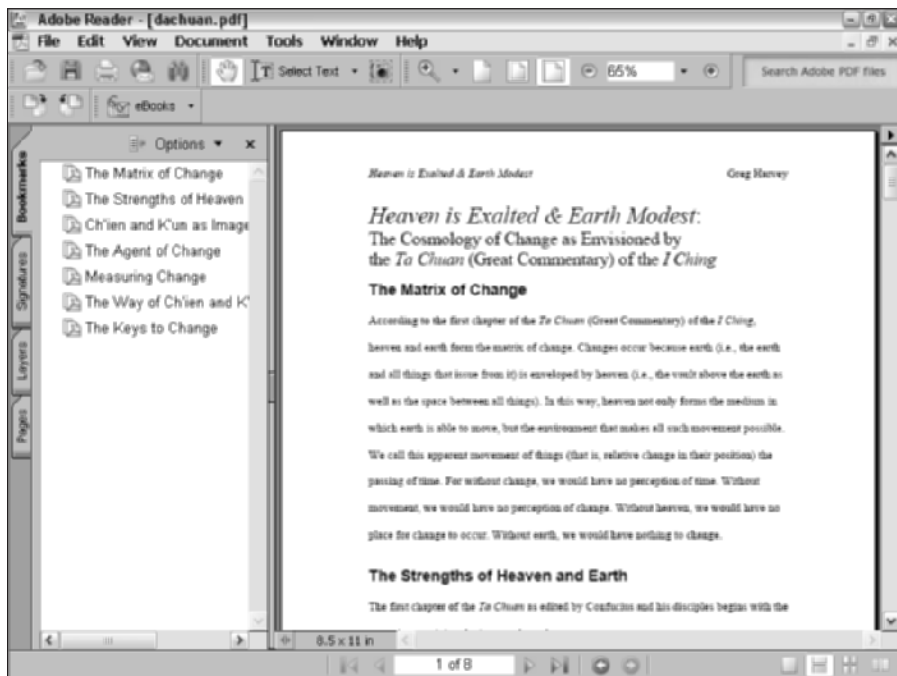 Adobe Reader - [dachuan.pdf]
File Edit View Document Tools Window Help
Select Text 65% Search Adobe PDF files
eBooks
Options
Bookmarks
Signatures
Layers
Pages
The Matrix of Change
The Strengths of Heaven
Ch'ien and K'un as Image
The Agent of Change
Measuring Change
The Way of Ch'ien and K'
The Keys to Change
Heaven is Exalted & Earth Modest Greg Harvey
Heaven is Exalted & Earth Modest:
The Cosmology of Change as Envisioned by
the Ta Chuan (Great Commentary) of the I Ching
The Matrix of Change
According to the first chapter of the Ta Chuan (Great Commentary) of the I Ching,
heaven and earth form the matrix of change. Changes occur because earth (i.e., the earth
and all things that issue from it) is enveloped by heaven (i.e., the vault above the earth as
well as the space between all things). In this way, heaven not only forms the medium in
which earth is able to move, but the environment that makes all such movement possible.
We call this apparent movement of things (that is, relative change in their position) the
passing of time. For without change, we would have no perception of time. Without
movement, we would have no perception of change. Without heaven, we would have no
place for change to occur. Without earth, we would have nothing to change.
The Strengths of Heaven and Earth
The first chapter of the Ta Chuan as edited by Confucius and his disciples begins with the
8.5 x 11 in
1 of 8